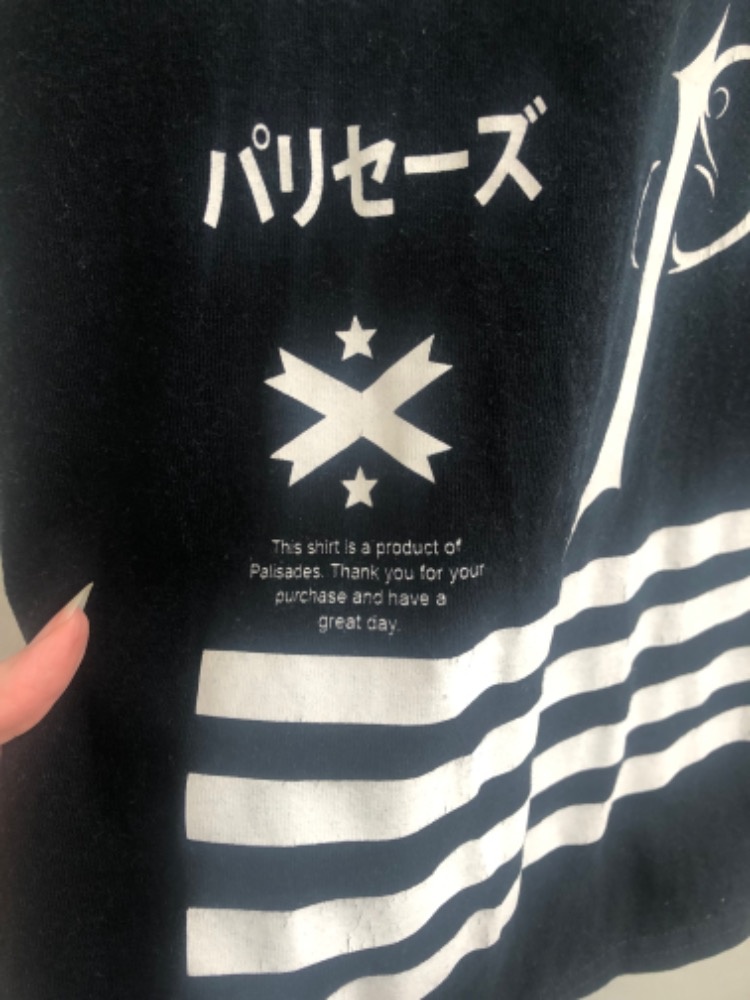 パリセーズ
This shirt is a product of
Palisades. Thank you for your
purchase and have a
great day.